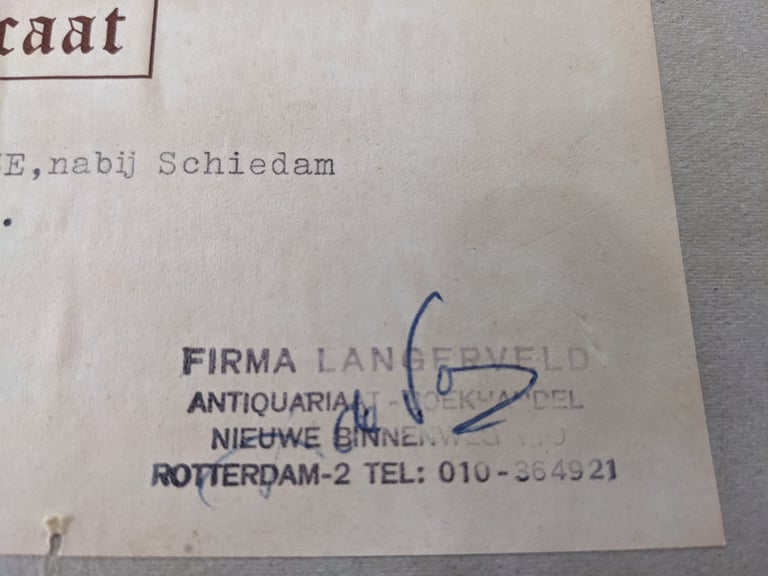 caat
E, nabij Schiedam
.
FIRMA LANGERVELD
ANTIQUARIAAT - BOEKHANDEL
NIEUWE BINNENWEG
ROTTERDAM-2 TEL: 010-364921